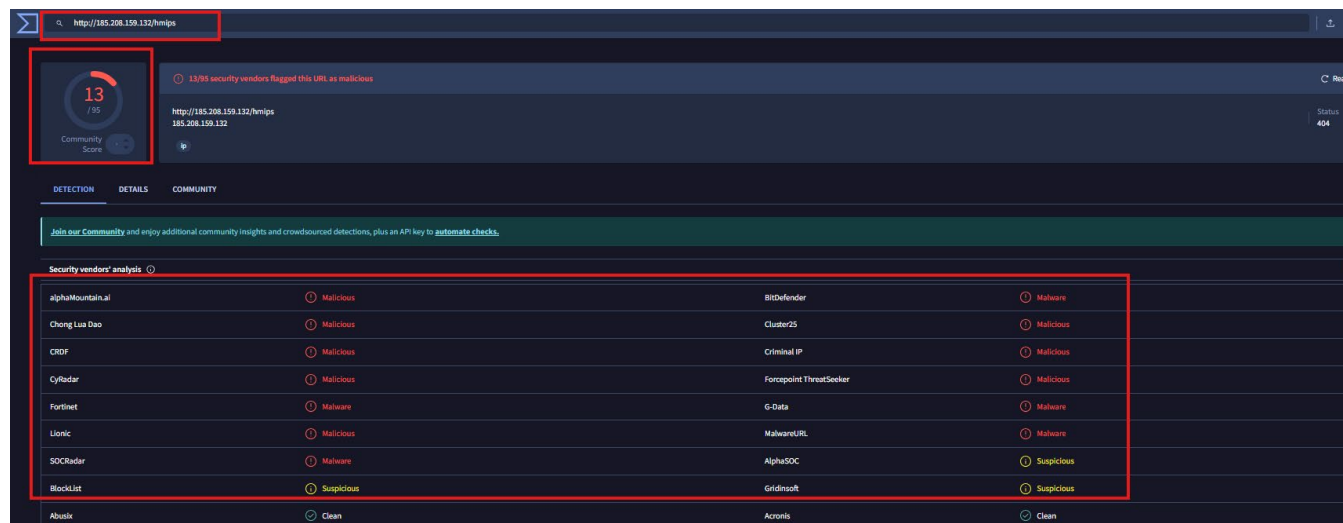 http://185.208.159.132/hmips
13
/ 95
Community
Score
13/95 security vendors flagged this URL as malicious
Rea
http://185.208.159.132/hmips
185.208.159.132
ip
Status
404
DETECTION DETAILS COMMUNITY
Join our Community and enjoy additional community insights and crowdsourced detections, plus an API key to automate checks.
Security vendors' analysis
alphaMountain.ai Malicious BitDefender Malware
Chong Lua Dao Malicious Cluster25 Malicious
CRDF Malicious Criminal IP Malicious
CyRadar Malicious Forcepoint ThreatSeeker Malicious
Fortinet Malware G-Data Malware
Lionic Malicious MalwareURL Malware
SOCRadar Malware AlphaSOC Suspicious
BlockList Suspicious Gridinsoft Suspicious
Abusix Clean Acronis Clean